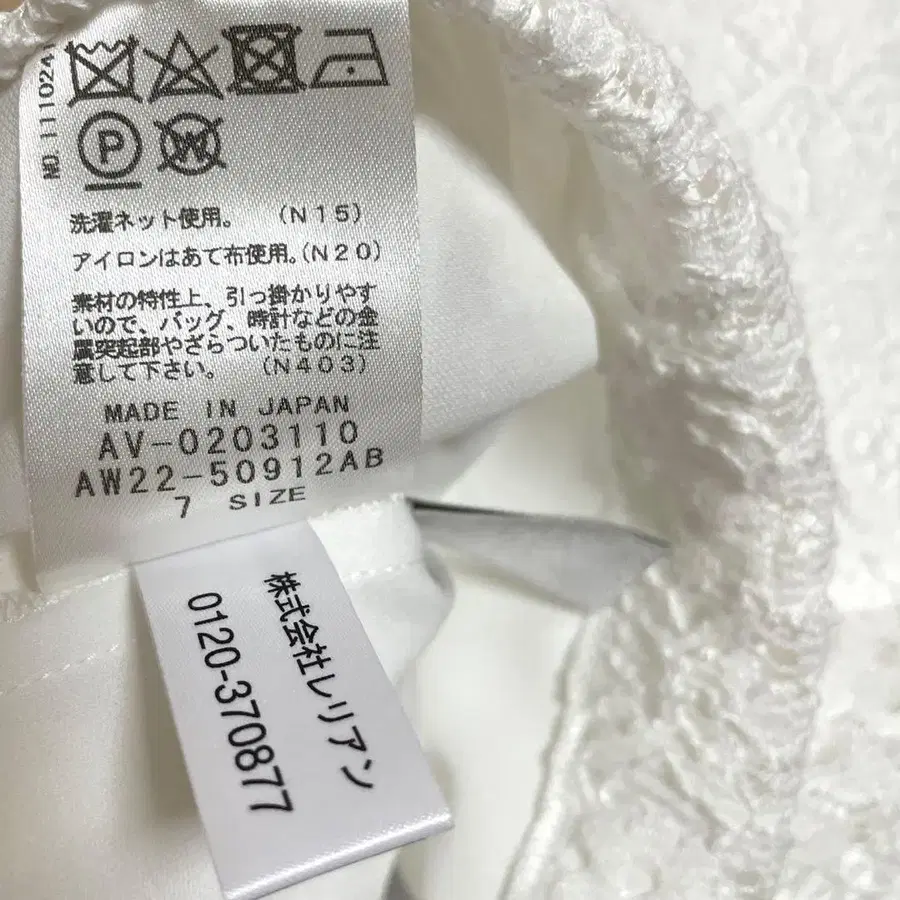 NO.1110241
P
W
洗濯ネット使用。 (N15)
アイロンはあて布使用。(N20)
素材の特性上、引っ掛かりやす
いので、バッグ、時計などの金
属突起部やざらついたものに注
意して下さい。 (N403)
MADE IN JAPAN
AV-0203110
AW22-50912AB
7 SIZE
株式会社レリアン
0120-370877